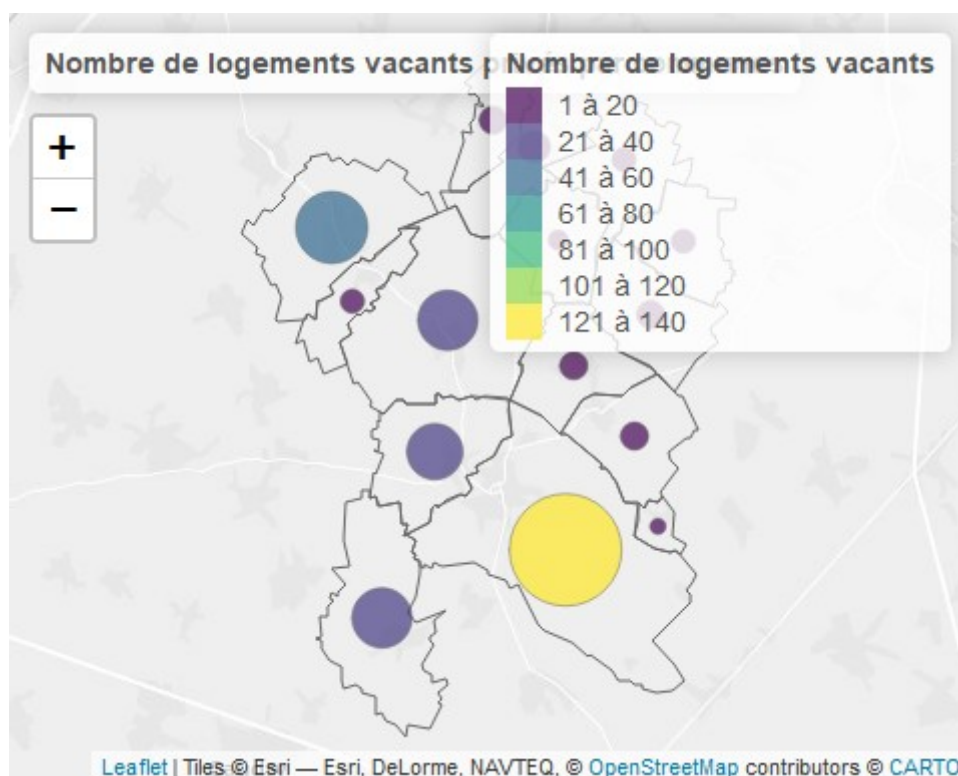 Nombre de logements vacants p
Nombre de logements vacants
+
−
1 à 20
21 à 40
41 à 60
61 à 80
81 à 100
101 à 120
121 à 140
Leaflet | Tiles © Esri — Esri, DeLorme, NAVTEQ, © OpenStreetMap contributors © CARTO